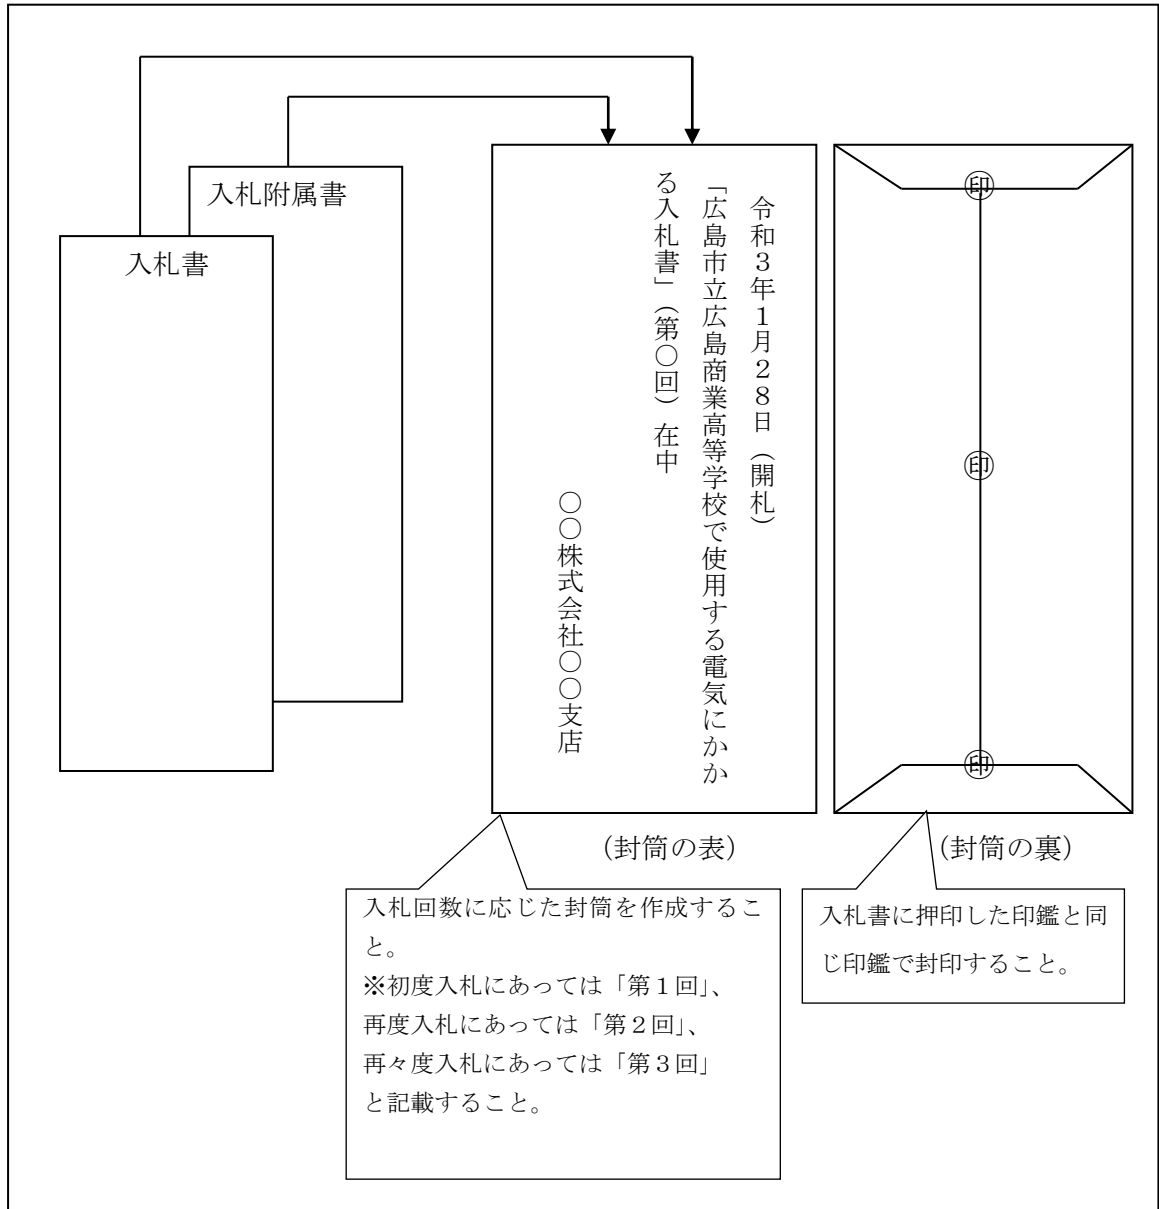 入札附属書
入札書
令和３年１月２８日（開札）
「広島市立広島商業高等学校で使用する電気にかか
る入札書」（第〇回）在中
〇〇株式会社〇〇支店
㊞
㊞
㊞
（封筒の表）
（封筒の裏）
入札回数に応じた封筒を作成するこ
と。
※初度入札にあっては「第１回」、
再度入札にあっては「第２回」、
再々度入札にあっては「第３回」
と記載すること。
入札書に押印した印鑑と同
じ印鑑で封印すること。